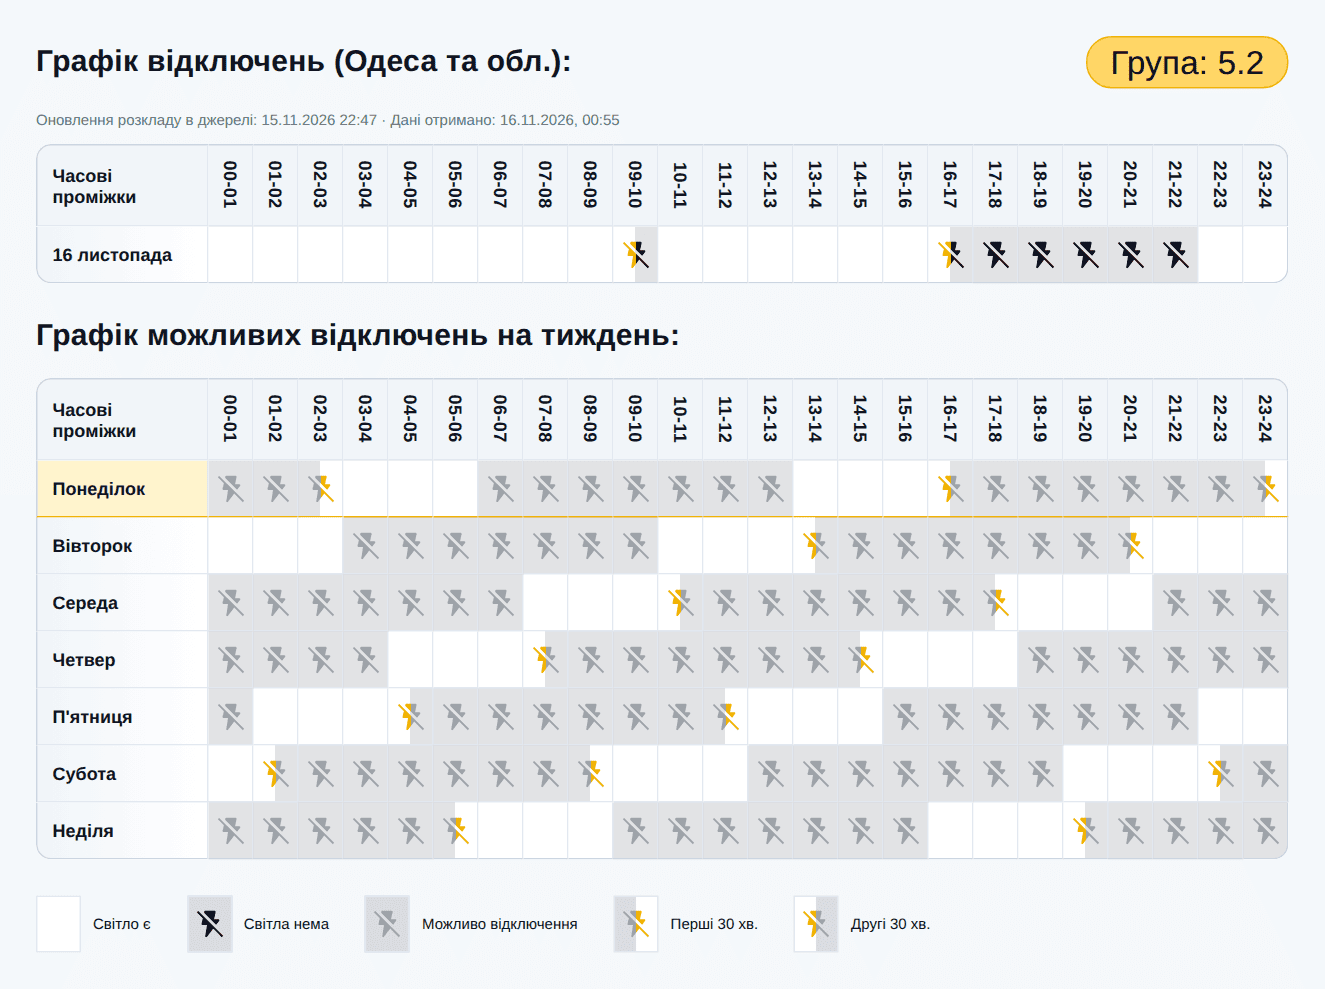 Графік відключень (Одеса та обл.):
Група: 5.2
Оновлення розкладу в джерелі: 15.11.2026 22:47 · Дані отримано: 16.11.2026, 00:55
Часові
проміжки
00-01 01-02 02-03 03-04 04-05 05-06 06-07 07-08 08-09 09-10 10-11 11-12 12-13 13-14 14-15 15-16 16-17 17-18 18-19 19-20 20-21 21-22 22-23 23-24
16 листопада
Графік можливих відключень на тиждень:
Часові
проміжки
00-01 01-02 02-03 03-04 04-05 05-06 06-07 07-08 08-09 09-10 10-11 11-12 12-13 13-14 14-15 15-16 16-17 17-18 18-19 19-20 20-21 21-22 22-23 23-24
Понеділок
Вівторок
Середа
Четвер
П'ятниця
Субота
Неділя
Світло є
Світла нема
Можливо відключення
Перші 30 хв.
Другі 30 хв.